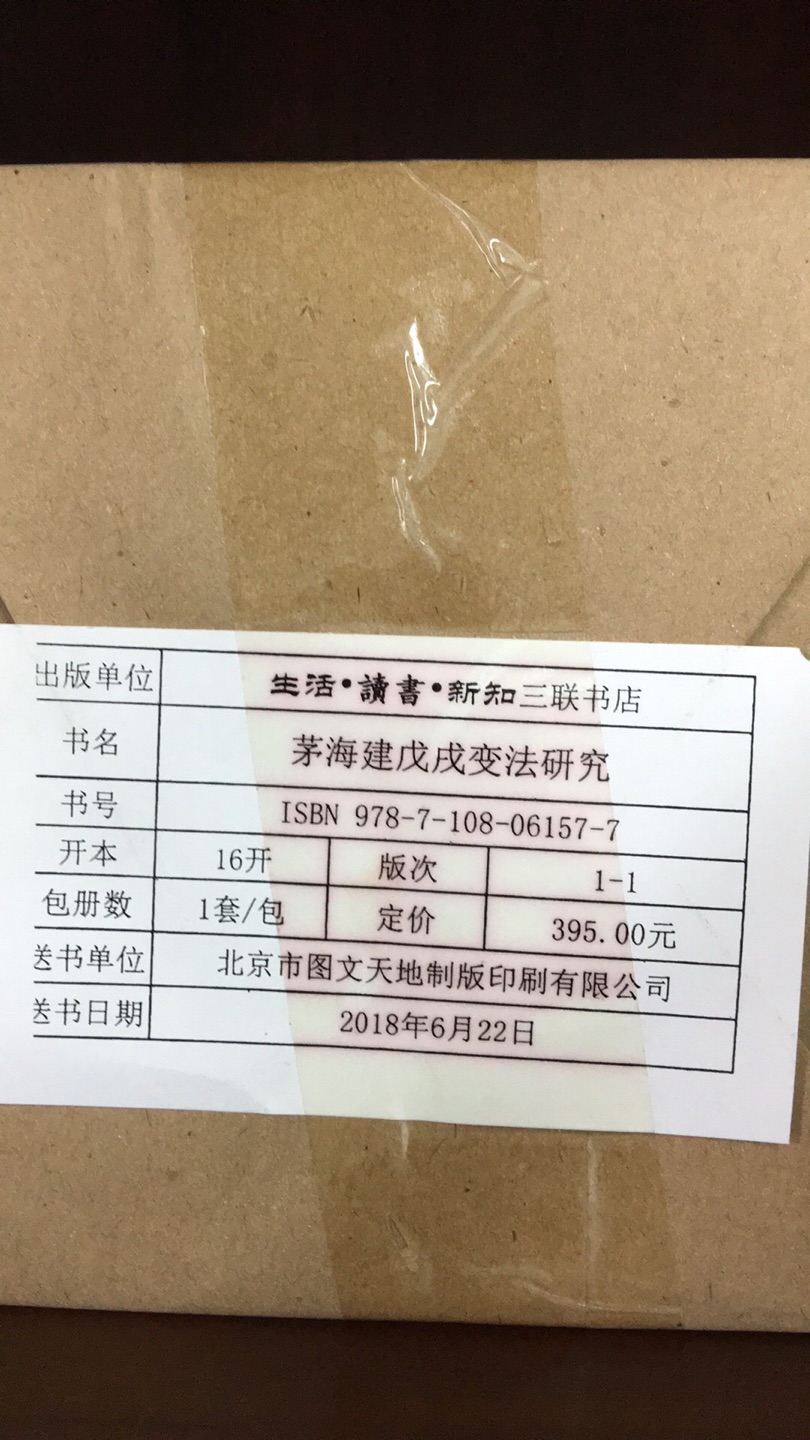 出版单位 生活·讀書·新知三联书店
书名 茅海建戊戌变法研究
书号 ISBN 978-7-108-06157-7
开本 16开 版次 1-1
包册数 1套/包 定价 395.00元
送书单位 北京市图文天地制版印刷有限公司
送书日期 2018年6月22日